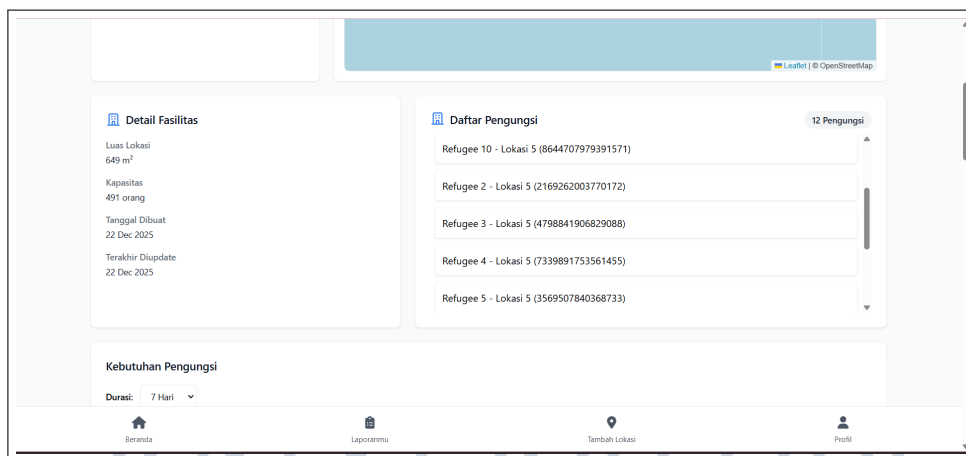 Leaflet | © OpenStreetMap
Detail Fasilitas
Luas Lokasi
649 m²
Kapasitas
491 orang
Tanggal Dibuat
22 Dec 2025
Terakhir Diupdate
22 Dec 2025
Daftar Pengungsi
12 Pengungsi
Refugee 10 - Lokasi 5 (8644707979391571)
Refugee 2 - Lokasi 5 (2169262003770172)
Refugee 3 - Lokasi 5 (4798841906829088)
Refugee 4 - Lokasi 5 (7339891753561455)
Refugee 5 - Lokasi 5 (3569507840368733)
Kebutuhan Pengungsi
Durasi: 7 Hari
Beranda
Laporanmu
Tambah Lokasi
Profil